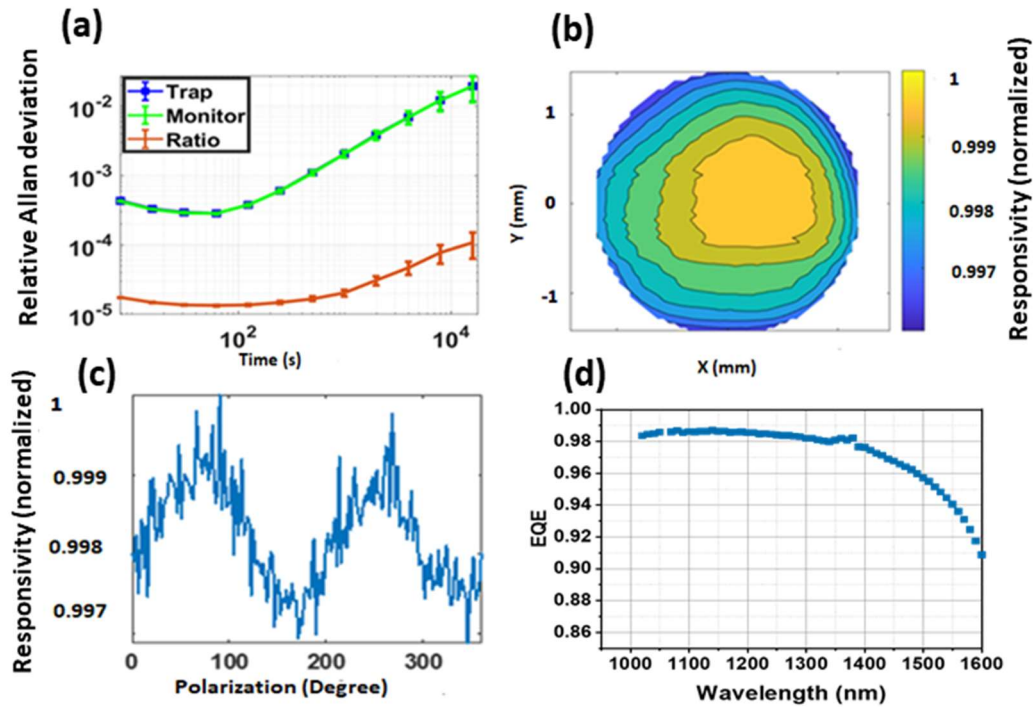 (a)
Relative Allan deviation
10-2
10-3
10-4
10-5
Trap
Monitor
Ratio
102
104
Time (s)
(b)
Y (mm)
1
0
-1
X (mm)
1
0.999
0.998
0.997
Responsivity (normalized)
(c)
Responsivity (normalized)
1
0.999
0.998
0.997
0
100
200
300
Polarization (Degree)
(d)
EQE
1.00
0.98
0.96
0.94
0.92
0.90
0.88
0.86
1000 1100 1200 1300 1400 1500 1600
Wavelength (nm)